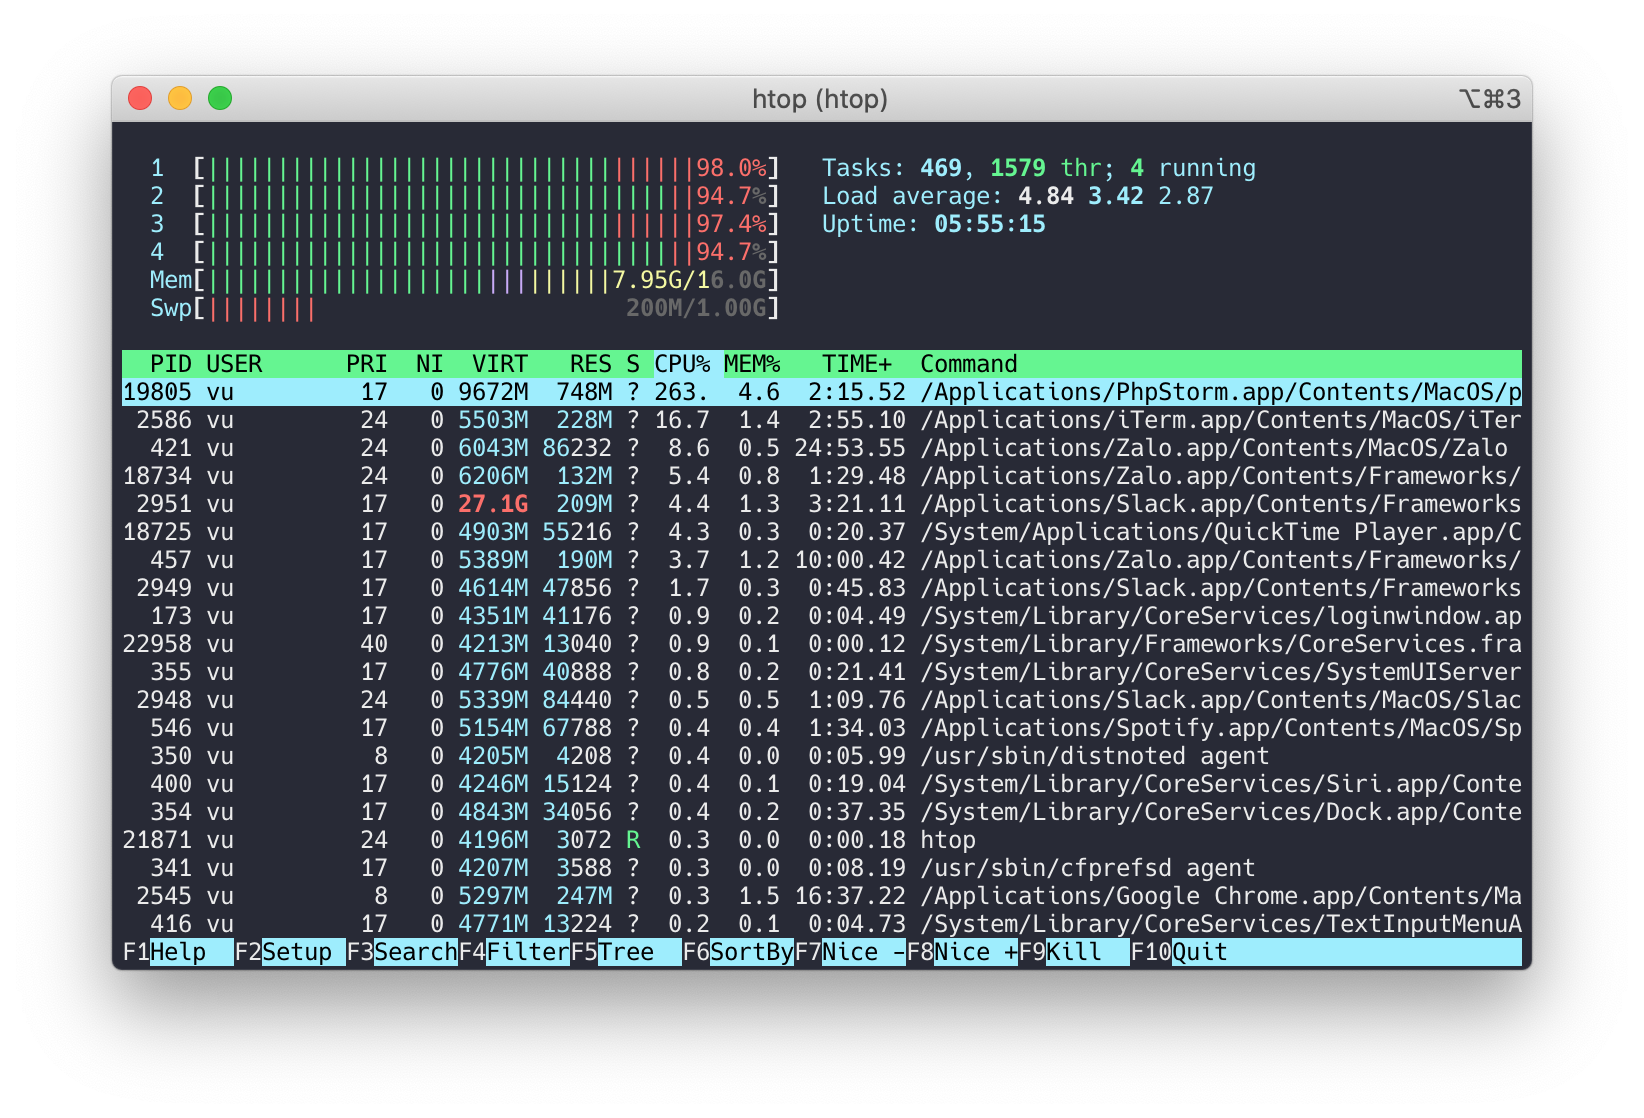 htop (htop) ⌥⌘3
1 [||||||||||||||||||||||||||||||||||98.0%] Tasks: 469, 1579 thr; 4 running
2 [||||||||||||||||||||||||||||||||||94.7%] Load average: 4.84 3.42 2.87
3 [||||||||||||||||||||||||||||||||||97.4%] Uptime: 05:55:15
4 [||||||||||||||||||||||||||||||||||94.7%]
Mem[|||||||||||||||||||||||||||||7.95G/16.0G]
Swp[|||||||| 200M/1.00G]
PID USER PRI NI VIRT RES S CPU% MEM% TIME+ Command
19805 vu 17 0 9672M 748M ? 263. 4.6 2:15.52 /Applications/PhpStorm.app/Contents/MacOS/p
2586 vu 24 0 5503M 228M ? 16.7 1.4 2:55.10 /Applications/iTerm.app/Contents/MacOS/iTer
421 vu 24 0 6043M 86232 ? 8.6 0.5 24:53.55 /Applications/Zalo.app/Contents/MacOS/Zalo
18734 vu 24 0 6206M 132M ? 5.4 0.8 1:29.48 /Applications/Zalo.app/Contents/Frameworks/
2951 vu 17 0 27.1G 209M ? 4.4 1.3 3:21.11 /Applications/Slack.app/Contents/Frameworks
18725 vu 17 0 4903M 55216 ? 4.3 0.3 0:20.37 /System/Applications/QuickTime Player.app/C
457 vu 17 0 5389M 190M ? 3.7 1.2 10:00.42 /Applications/Zalo.app/Contents/Frameworks/
2949 vu 17 0 4614M 47856 ? 1.7 0.3 0:45.83 /Applications/Slack.app/Contents/Frameworks
173 vu 17 0 4351M 41176 ? 0.9 0.2 0:04.49 /System/Library/CoreServices/loginwindow.ap
22958 vu 40 0 4213M 13040 ? 0.9 0.1 0:00.12 /System/Library/Frameworks/CoreServices.fra
355 vu 17 0 4776M 40888 ? 0.8 0.2 0:21.41 /System/Library/CoreServices/SystemUIServer
2948 vu 24 0 5339M 84440 ? 0.5 0.5 1:09.76 /Applications/Slack.app/Contents/MacOS/Slac
546 vu 17 0 5154M 67788 ? 0.4 0.4 1:34.03 /Applications/Spotify.app/Contents/MacOS/Sp
350 vu 8 0 4205M 4208 ? 0.4 0.0 0:05.99 /usr/sbin/distnoted agent
400 vu 17 0 4246M 15124 ? 0.4 0.1 0:19.04 /System/Library/CoreServices/Siri.app/Conte
354 vu 17 0 4843M 34056 ? 0.4 0.2 0:37.35 /System/Library/CoreServices/Dock.app/Conte
21871 vu 24 0 4196M 3072 R 0.3 0.0 0:00.18 htop
341 vu 17 0 4207M 3588 ? 0.3 0.0 0:08.19 /usr/sbin/cfprefsd agent
2545 vu 8 0 5297M 247M ? 0.3 1.5 16:37.22 /Applications/Google Chrome.app/Contents/Ma
416 vu 17 0 4771M 13224 ? 0.2 0.1 0:04.73 /System/Library/CoreServices/TextInputMenuA
F1Help F2Setup F3SearchF4FilterF5Tree F6SortByF7Nice -F8Nice +F9Kill F10Quit